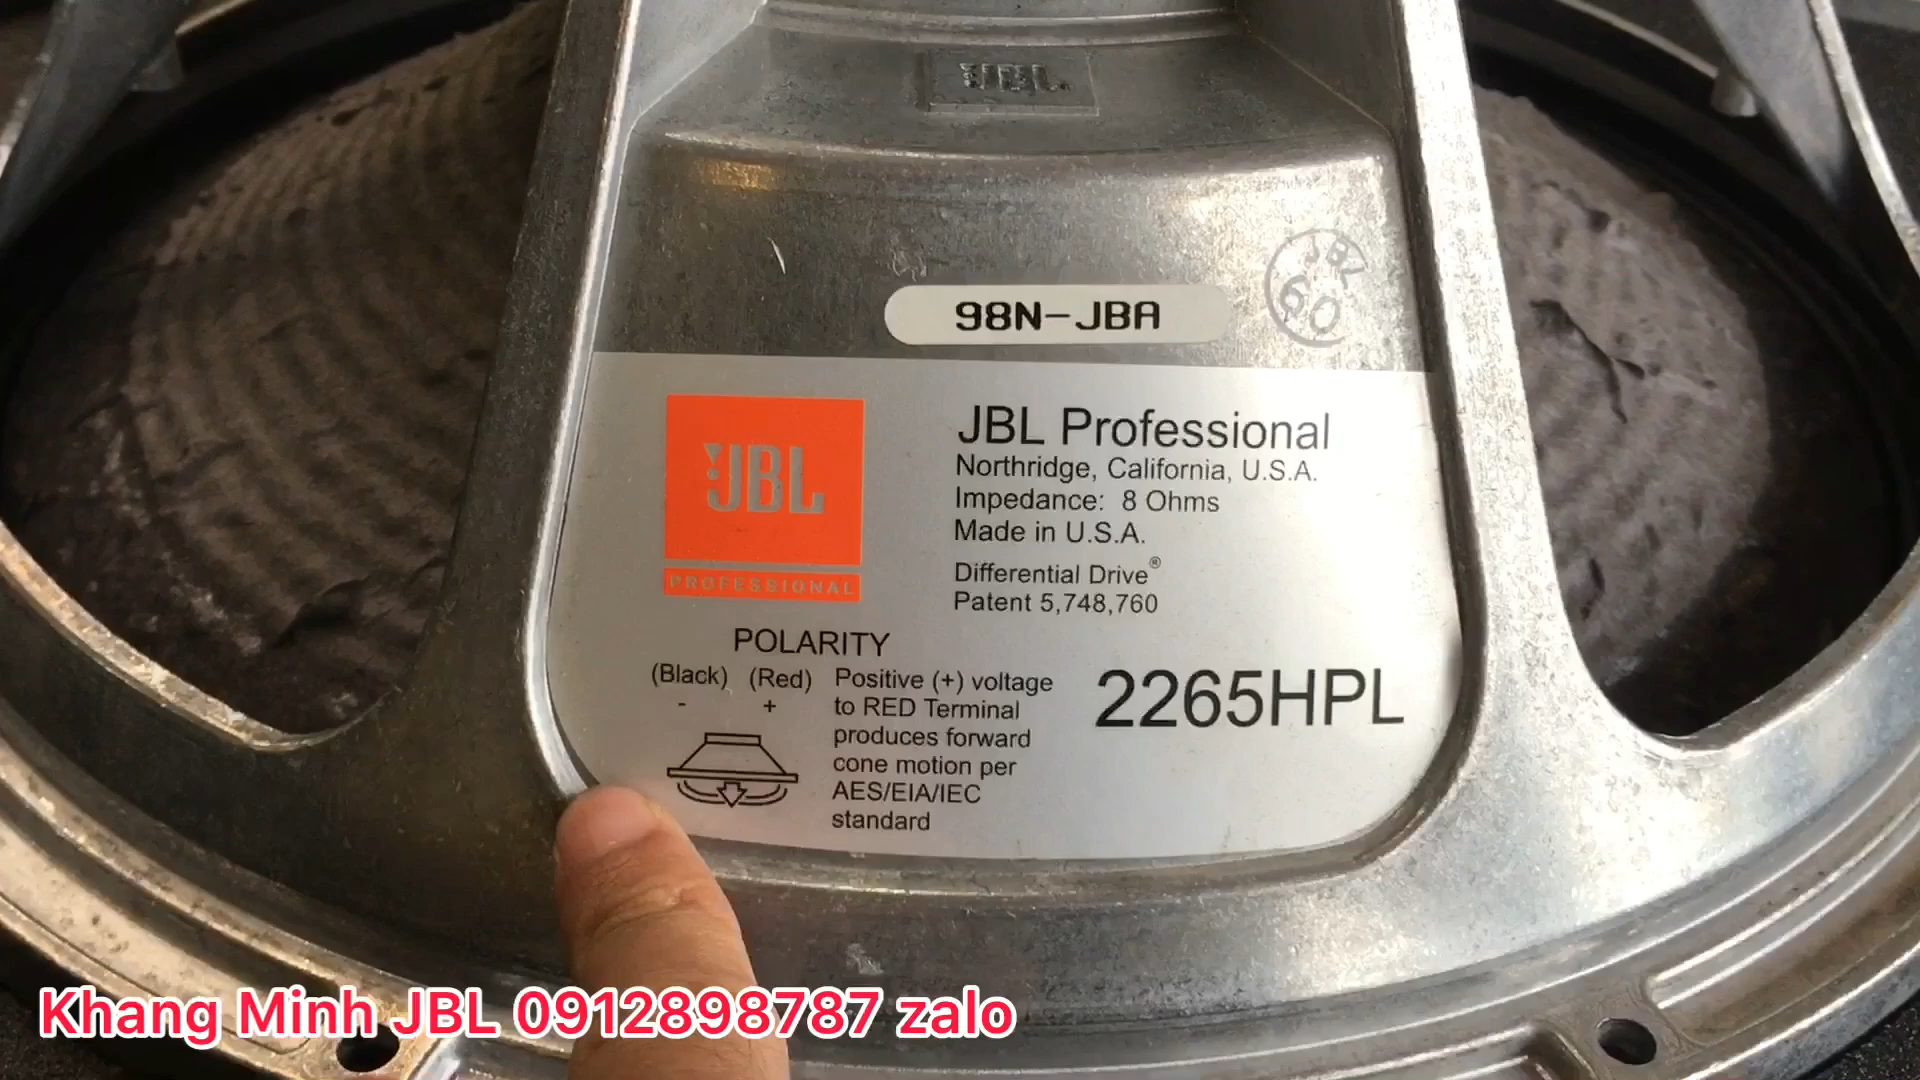 JBL
JBL
60
98N-JBA
JBL
PROFESSIONAL
JBL Professional
Northridge, California, U.S.A.
Impedance: 8 Ohms
Made in U.S.A.
Differential Drive®
Patent 5,748,760
POLARITY
(Black) (Red)
- +
Positive (+) voltage
to RED Terminal
produces forward
cone motion per
AES/EIA/IEC
standard
2265HPL
Khang Minh JBL 0912898787 zalo